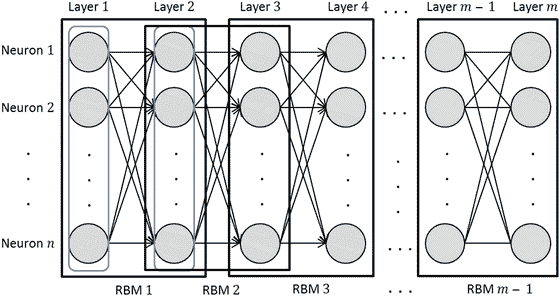 Layer 1 Layer 2 Layer 3 Layer 4 . . . Layer m − 1 Layer m
Neuron 1 . . .
Neuron 2 . . .
Neuron n . . .
RBM 1 RBM 2 RBM 3 . . . RBM m − 1